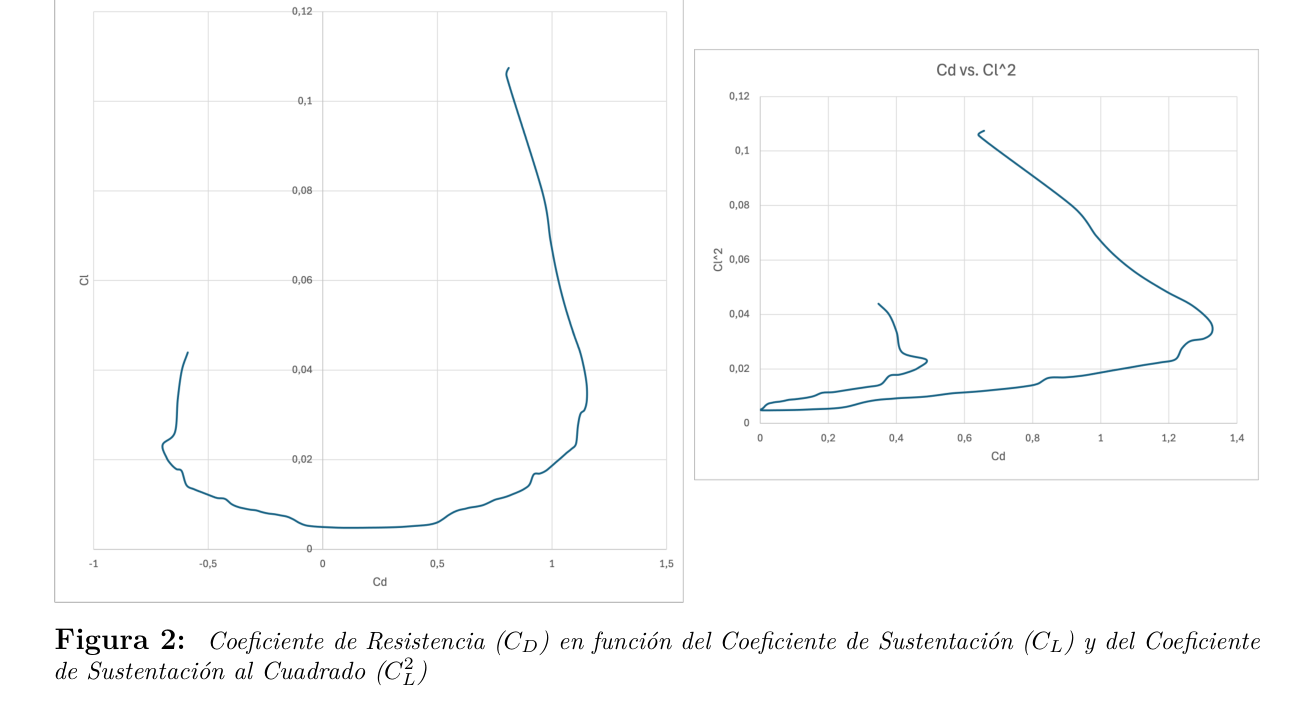 0,12
0,1
0,08
0,06
0,04
0,02
0
-1 -0,5 0 0,5 1 1,5
Cl
Cd
Cd vs. Cl^2
0,12
0,1
0,08
0,06
0,04
0,02
0
0 0,2 0,4 0,6 0,8 1 1,2 1,4
Cl^2
Cd
Figura 2: Coeficiente de Resistencia (C_D) en función del Coeficiente de Sustentación (C_L) y del Coeficiente
de Sustentación al Cuadrado (C_L^2)